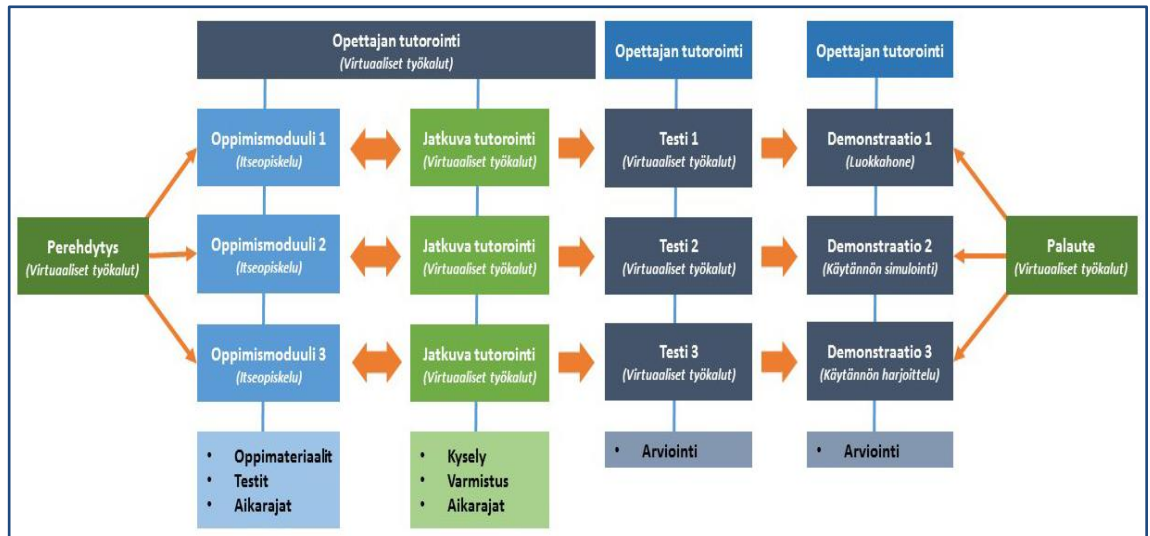 Opettajan tutorointi
(Virtuaaliset työkalut)
Opettajan tutorointi
Opettajan tutorointi
Oppimismoduuli 1
(Itseopiskelu)
Jatkuva tutorointi
(Virtuaaliset työkalut)
Testi 1
(Virtuaaliset työkalut)
Demonstraatio 1
(Luokkahone)
Perehdytys
(Virtuaaliset työkalut)
Oppimismoduuli 2
(Itseopiskelu)
Jatkuva tutorointi
(Virtuaaliset työkalut)
Testi 2
(Virtuaaliset työkalut)
Demonstraatio 2
(Käytännön simulointi)
Palaute
(Virtuaaliset työkalut)
Oppimismoduuli 3
(Itseopiskelu)
Jatkuva tutorointi
(Virtuaaliset työkalut)
Testi 3
(Virtuaaliset työkalut)
Demonstraatio 3
(Käytännön harjoittelu)
• Oppimateriaalit
• Testit
• Aikarajat
• Kysely
• Varmistus
• Aikarajat
• Arviointi
• Arviointi